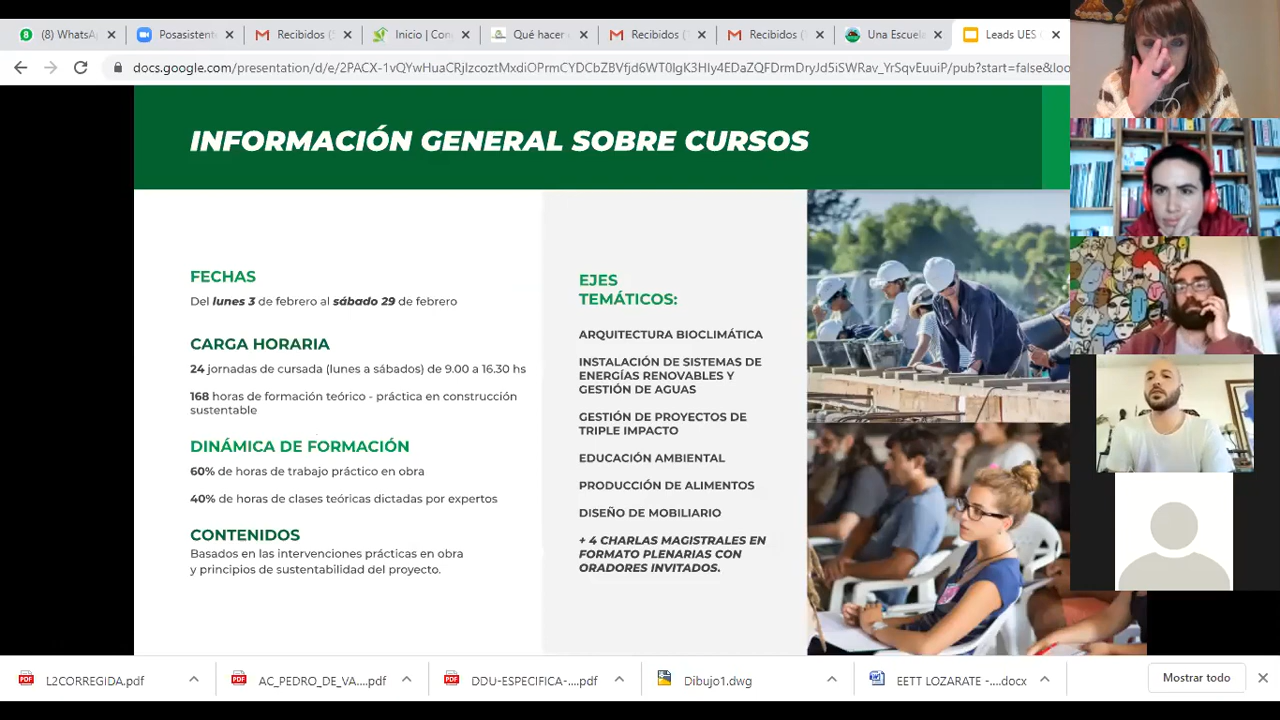 (8) WhatsA
Posasistent
Recibidos (
Inicio | Con
Qué hacer
Recibidos (
Recibidos (
Una Escuela
Leads UES
docs.google.com/presentation/d/e/2PACX-1vQYwHuaCRjIzcoztMxdiOPrmCYDCbZBVfjd6WT0IgK3HIy4EDaZQFDrmDryJd5iSWRav_YrSqvEuuiP/pub?start=false&loo
INFORMACIÓN GENERAL SOBRE CURSOS
FECHAS
Del lunes 3 de febrero al sábado 29 de febrero
CARGA HORARIA
24 jornadas de cursada (lunes a sábados) de 9.00 a 16.30 hs
168 horas de formación teórico - práctica en construcción
sustentable
DINÁMICA DE FORMACIÓN
60% de horas de trabajo práctico en obra
40% de horas de clases teóricas dictadas por expertos
CONTENIDOS
Basados en las intervenciones prácticas en obra
y principios de sustentabilidad del proyecto.
EJES
TEMÁTICOS:
ARQUITECTURA BIOCLIMÁTICA
INSTALACIÓN DE SISTEMAS DE
ENERGÍAS RENOVABLES Y
GESTIÓN DE AGUAS
GESTIÓN DE PROYECTOS DE
TRIPLE IMPACTO
EDUCACIÓN AMBIENTAL
PRODUCCIÓN DE ALIMENTOS
DISEÑO DE MOBILIARIO
+ 4 CHARLAS MAGISTRALES EN
FORMATO PLENARIAS CON
ORADORES INVITADOS.
L2CORREGIDA.pdf
AC_PEDRO_DE_VA....pdf
DDU-ESPECIFICA-....pdf
Dibujo1.dwg
EETT LOZARATE -....docx
Mostrar todo